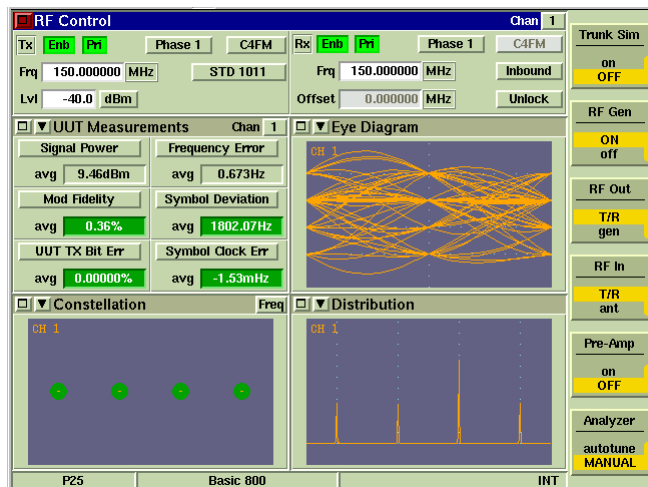 RF Control Chan 1
Tx Enb Pri Phase 1 C4FM
Frq 150.000000 MHz STD 1011
Lvl -40.0 dBm
Rx Enb Pri Phase 1 C4FM
Frq 150.000000 MHz Inbound
Offset 0.000000 MHz Unlock
UUT Measurements Chan 1
Signal Power Frequency Error
avg 9.46dBm avg 0.673Hz
Mod Fidelity Symbol Deviation
avg 0.36% avg 1802.07Hz
UUT TX Bit Err Symbol Clock Err
avg 0.00000% avg -1.53mHz
Eye Diagram
CH 1
Constellation Freq
CH 1
Distribution
CH 1
P25 Basic 800 INT
Trunk Sim
on
OFF
RF Gen
ON
off
RF Out
T/R
gen
RF In
T/R
ant
Pre-Amp
on
OFF
Analyzer
autotune
MANUAL